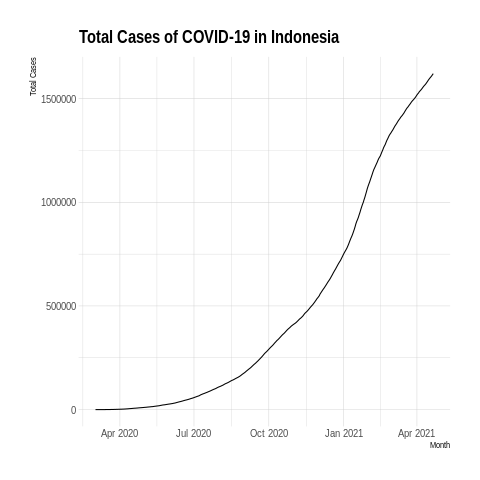 Total Cases of COVID-19 in Indonesia
Total Cases
1500000
1000000
500000
0
Apr 2020 Jul 2020 Oct 2020 Jan 2021 Apr 2021
Month